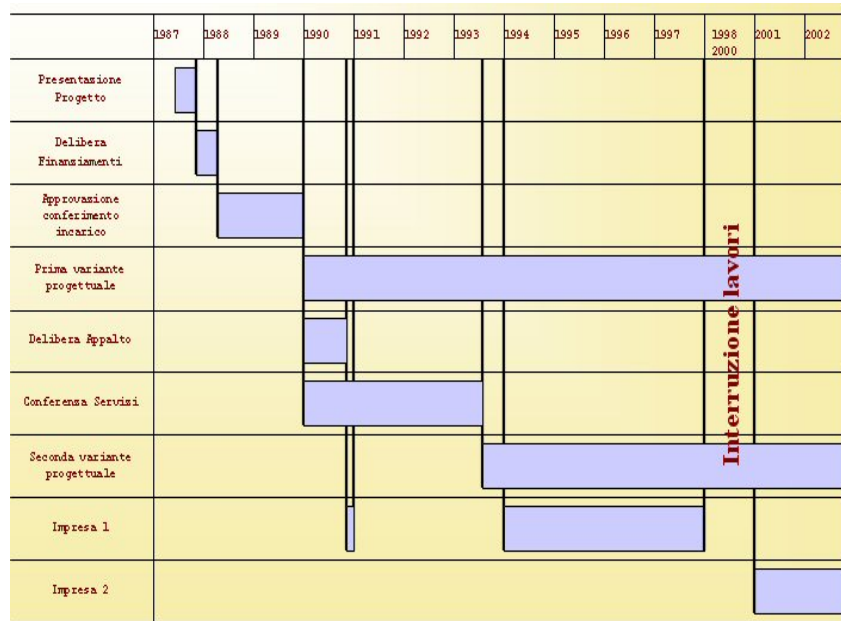 1987 1988 1989 1990 1991 1992 1993 1994 1995 1996 1997 1998 2001 2002
2000
Presentazione
Progetto
Delibera
Finanziamenti
Approvazione
conferimento
incarico
Prima variante
progettuale
Delibera Appalto
Conferenza Servizi
Seconda variante
progettuale
Impresa 1
Impresa 2
Interruzione lavori